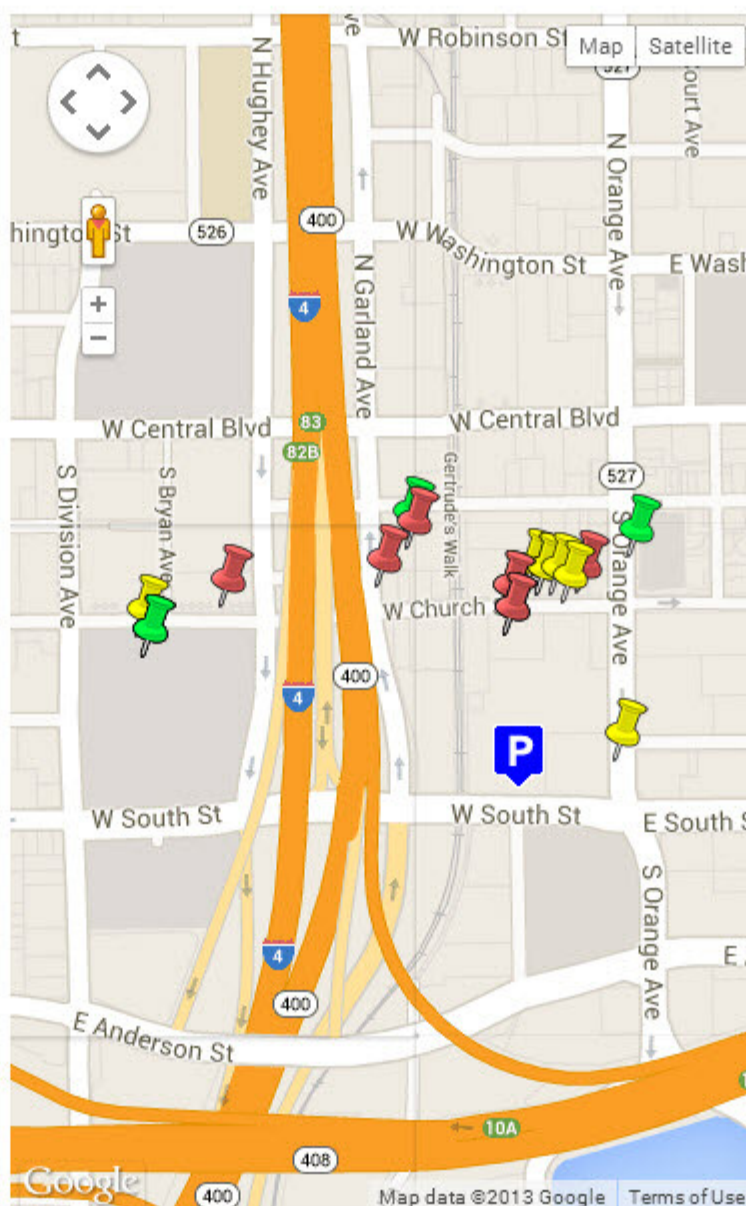 t
N Hughey Ave
ve
W Robinson St
Map
Satellite
527
Court Ave
N Orange Ave
hington St
526
400
W Washington St
E Wash
4
N Garland Ave
W Central Blvd
83
82B
W Central Blvd
527
S Division Ave
S Bryan Ave
Gertrude's Walk
S Orange Ave
W Church
400
4
P
W South St
W South St
E South S
S Orange Ave
4
400
E Anderson St
E A
10A
1
408
400
Google
Map data ©2013 Google
Terms of Use